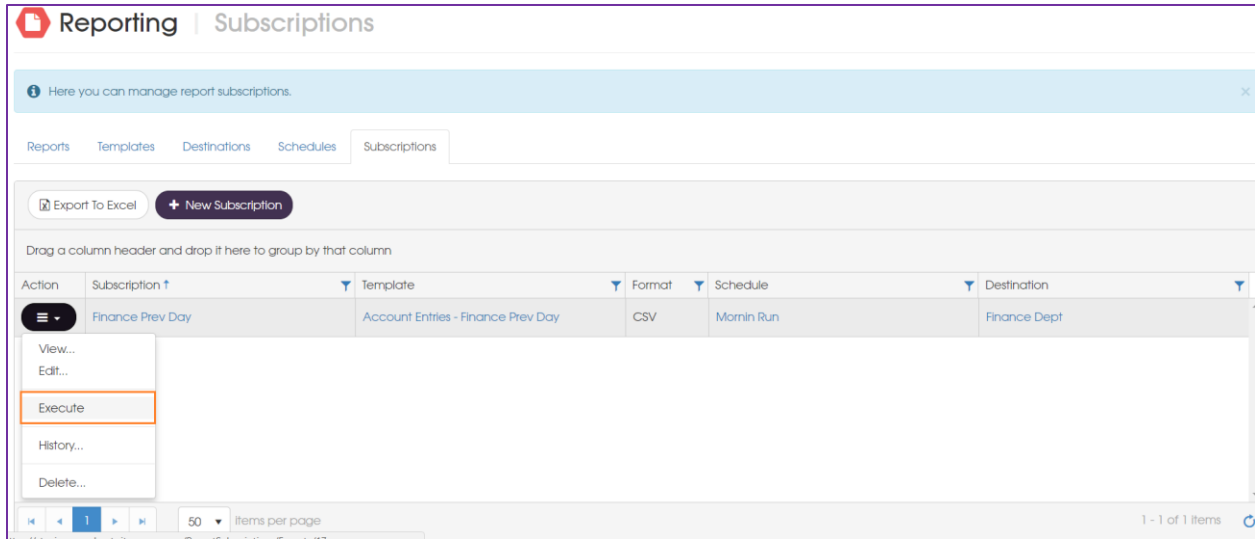 Reporting | Subscriptions
Here you can manage report subscriptions.
Reports Templates Destinations Schedules Subscriptions
Export To Excel + New Subscription
Drag a column header and drop it here to group by that column
Action Subscription ↑ Template Format Schedule Destination
Finance Prev Day Account Entries - Finance Prev Day CSV Mornin Run Finance Dept
View...
Edit...
Execute
History...
Delete...
1 50 items per page 1 - 1 of 1 items